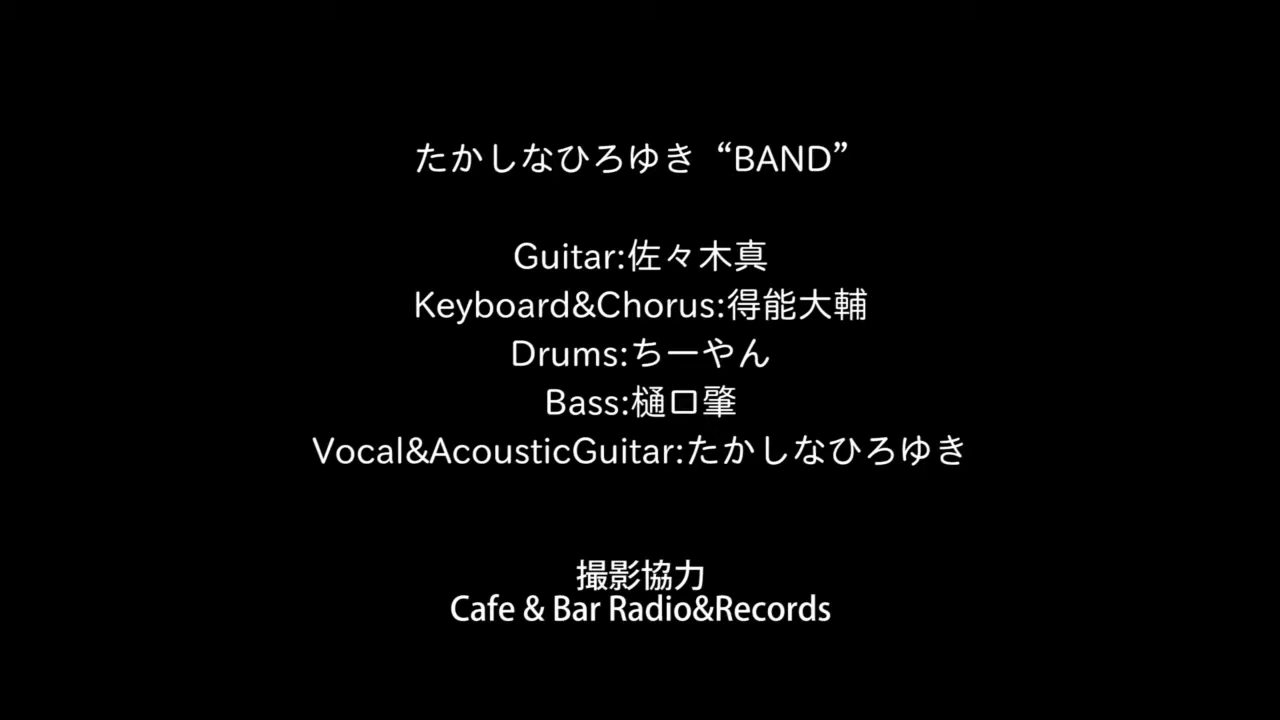 たかしなひろゆき “BAND”
Guitar:佐々木真
Keyboard&Chorus:得能大輔
Drums:ちーやん
Bass:樋口肇
Vocal&AcousticGuitar:たかしなひろゆき
撮影協力
Cafe & Bar Radio&Records